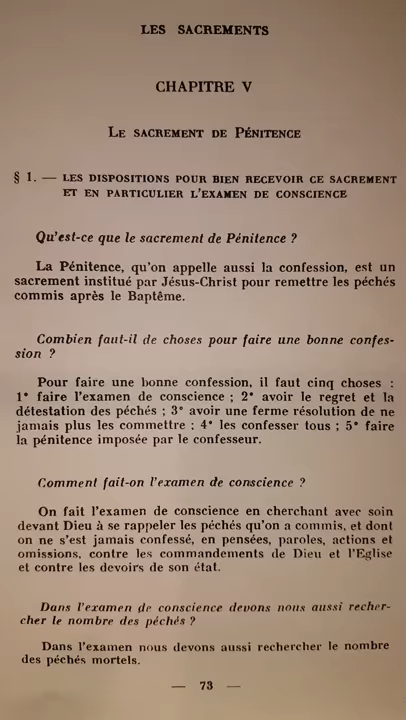 LES SACREMENTS
CHAPITRE V
LE SACREMENT DE PÉNITENCE
§ 1. — LES DISPOSITIONS POUR BIEN RECEVOIR CE SACREMENT
ET EN PARTICULIER L'EXAMEN DE CONSCIENCE
Qu'est-ce que le sacrement de Pénitence ?
La Pénitence, qu'on appelle aussi la confession, est un
sacrement institué par Jésus-Christ pour remettre les péchés
commis après le Baptême.
Combien faut-il de choses pour faire une bonne confes-
sion ?
Pour faire une bonne confession, il faut cinq choses :
1° faire l'examen de conscience ; 2° avoir le regret et la
détestation des péchés ; 3° avoir une ferme résolution de ne
jamais plus les commettre ; 4° les confesser tous ; 5° faire
la pénitence imposée par le confesseur.
Comment fait-on l'examen de conscience ?
On fait l'examen de conscience en cherchant avec soin
devant Dieu à se rappeler les péchés qu'on a commis, et dont
on ne s'est jamais confessé, en pensées, paroles, actions et
omissions, contre les commandements de Dieu et l'Eglise
et contre les devoirs de son état.
Dans l'examen de conscience devons nous aussi recher-
cher le nombre des péchés ?
Dans l'examen nous devons aussi rechercher le nombre
des péchés mortels.
— 73 —